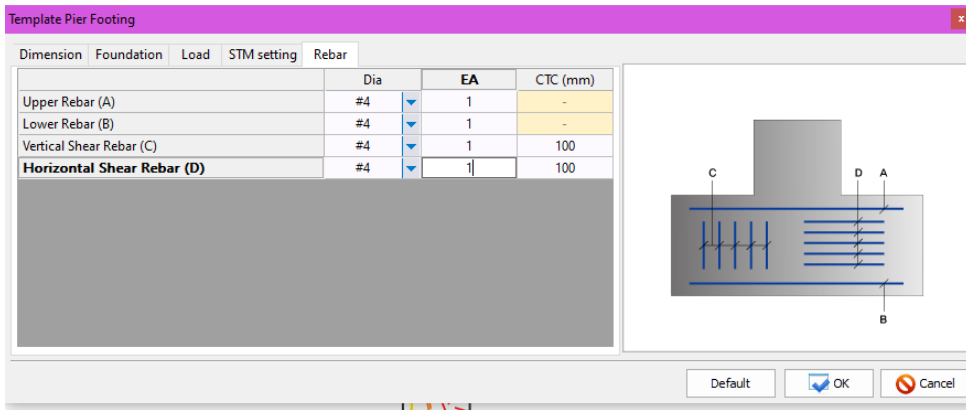 Template Pier Footing
x
Dimension Foundation Load STM setting Rebar
Dia EA CTC (mm)
Upper Rebar (A) #4 1 -
Lower Rebar (B) #4 1 -
Vertical Shear Rebar (C) #4 1 100
Horizontal Shear Rebar (D) #4 1 100
C D A
B
Default OK Cancel